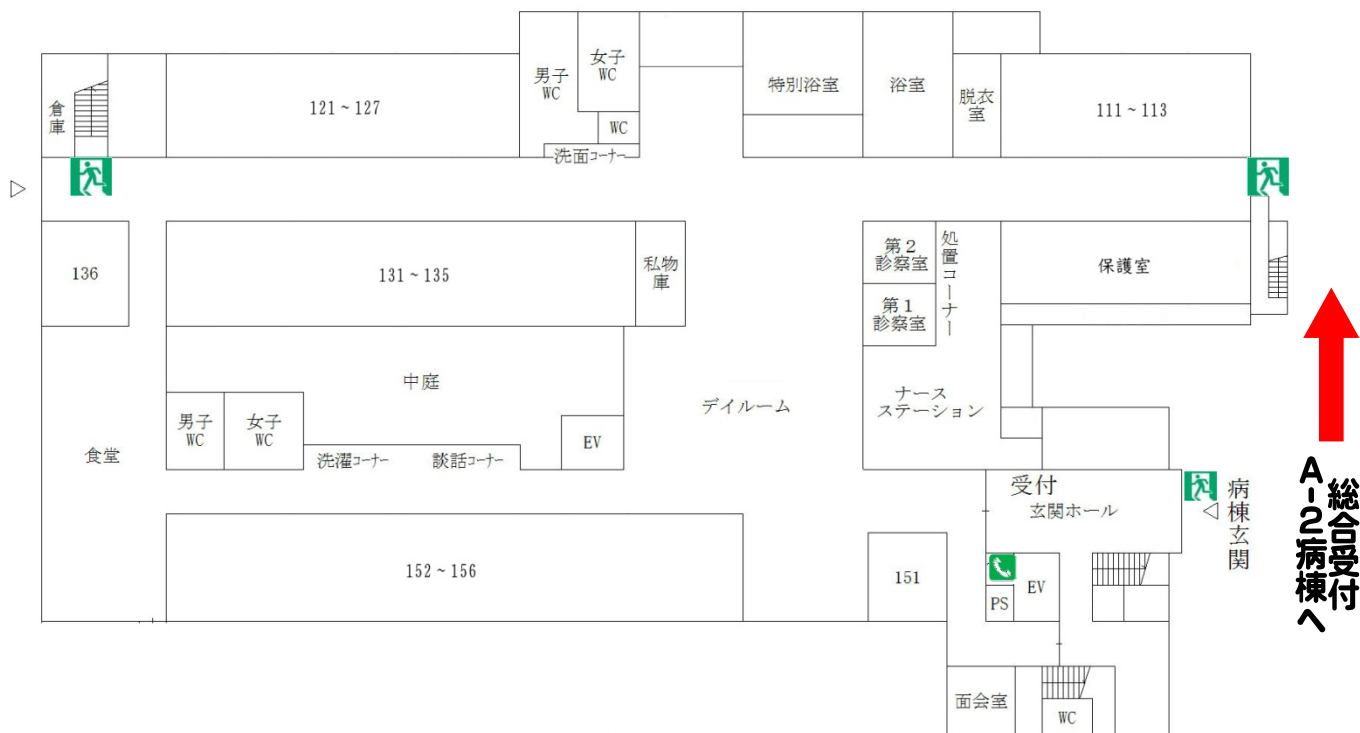 倉
庫
121~127
男子
WC
女子
WC
WC
洗面コーナー
特別浴室
浴室
脱衣
室
111~113
136
131~135
私物
庫
第2
診察室
第1
診察室
処置コーナー
保護室
中庭
デイルーム
ナース
ステーション
男子
WC
女子
WC
EV
食堂
洗濯コーナー
談話コーナー
受付
玄関ホール
病棟玄関
総合受付
A-2病棟へ
152~156
151
EV
PS
面会室
WC